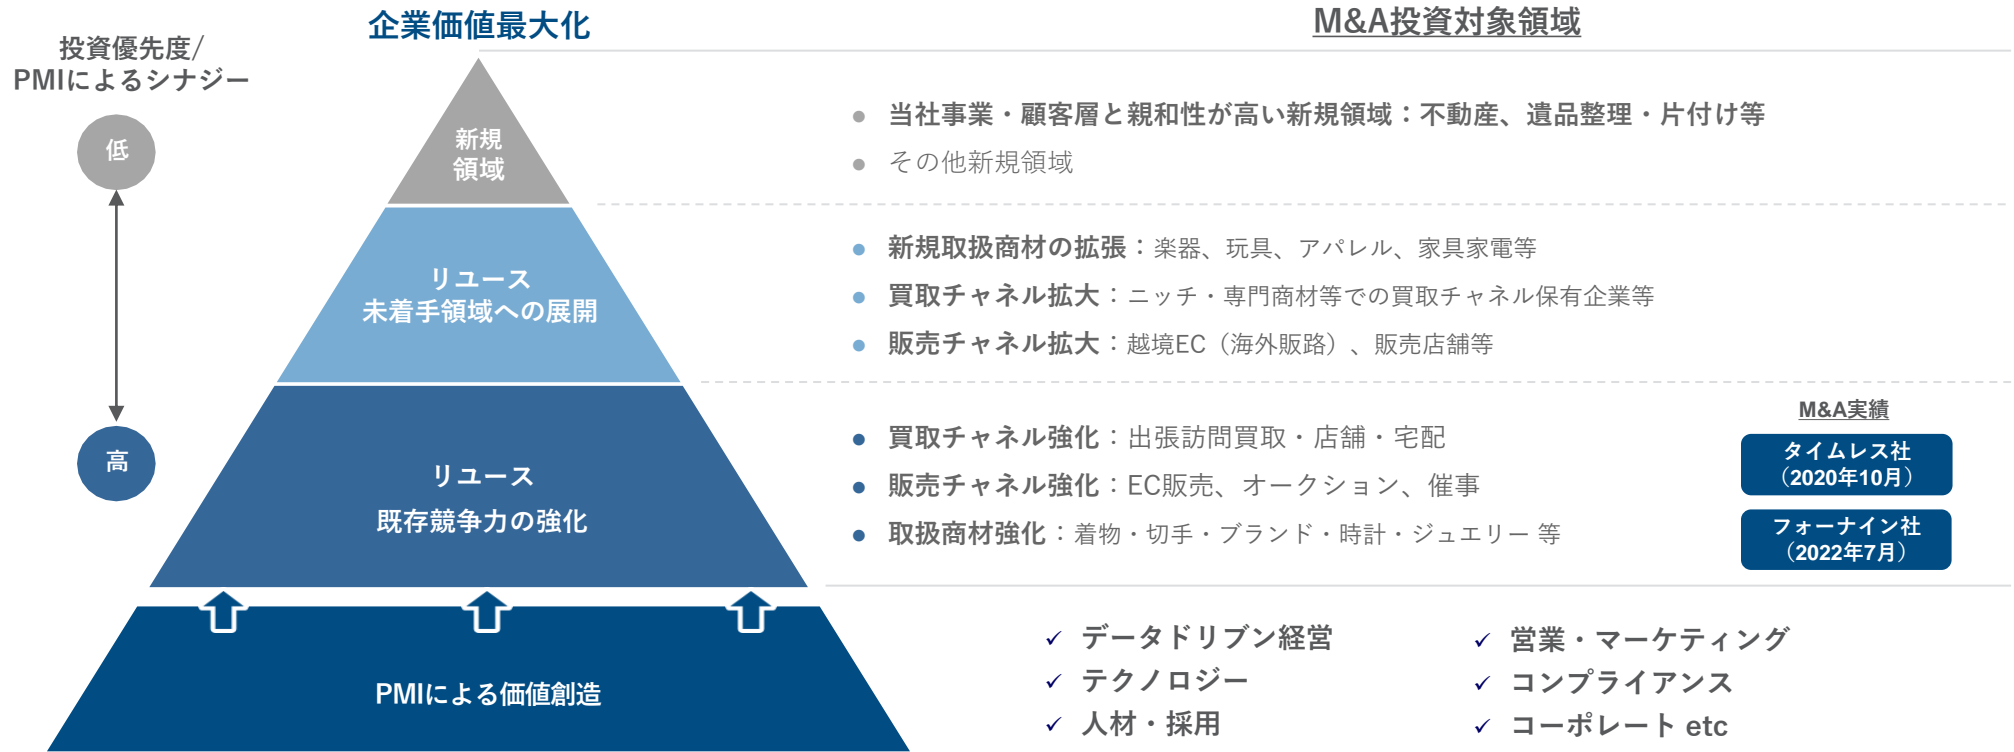 企業価値最大化
M&A投資対象領域
投資優先度/
PMIによるシナジー
低
高
新規
領域
当社事業・顧客層と親和性が高い新規領域：不動産、遺品整理・片付け等
その他新規領域
リユース
未着手領域への展開
新規取扱商材の拡張：楽器、玩具、アパレル、家具家電等
買取チャネル拡大：ニッチ・専門商材等での買取チャネル保有企業等
販売チャネル拡大：越境EC（海外販路）、販売店舗等
リユース
既存競争力の強化
買取チャネル強化：出張訪問買取・店舗・宅配
販売チャネル強化：EC販売、オークション、催事
取扱商材強化：着物・切手・ブランド・時計・ジュエリー 等
M&A実績
タイムレス社
（2020年10月）
フォーナイン社
（2022年7月）
PMIによる価値創造
✓ データドリブン経営
✓ テクノロジー
✓ 人材・採用
✓ 営業・マーケティング
✓ コンプライアンス
✓ コーポレート etc